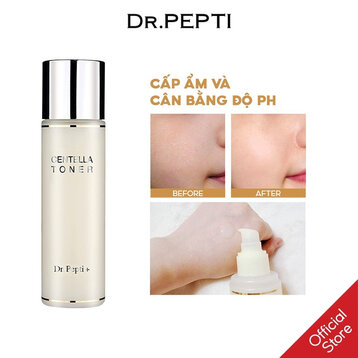 DR.PEPTI
CẤP ẨM VÀ
CÂN BẰNG ĐỘ PH
BEFORE
AFTER
CENTELLA
TONER
Dr.Pepti+
Official
Store